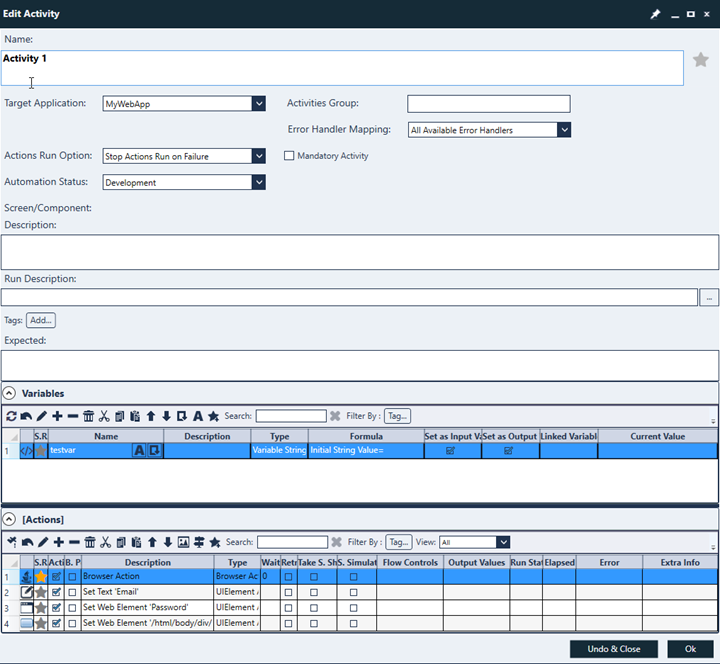 Edit Activity
Name:
Activity 1
Target Application: MyWebApp Activities Group:
Error Handler Mapping: All Available Error Handlers
Actions Run Option: Stop Actions Run on Failure Mandatory Activity
Automation Status: Development
Screen/Component:
Description:
Run Description:
...
Tags: Add...
Expected:
Variables
Search: Filter By : Tag...
S.R Name Description Type Formula Set as Input V Set as Output Linked Variabl Current Value
1 testvar Variable String Initial String Value=
[Actions]
Search: Filter By : Tag... View: All
S.R Acti B. P Description Type Wait Retr Take S. Sh S. Simulat Flow Controls Output Values Run Stat Elapsed Error Extra Info
1 Browser Action Browser Ac 0
2 Set Text 'Email' UIElement
3 Set Web Element 'Password' UIElement
4 Set Web Element '/html/body/div/ UIElement
Undo & Close Ok